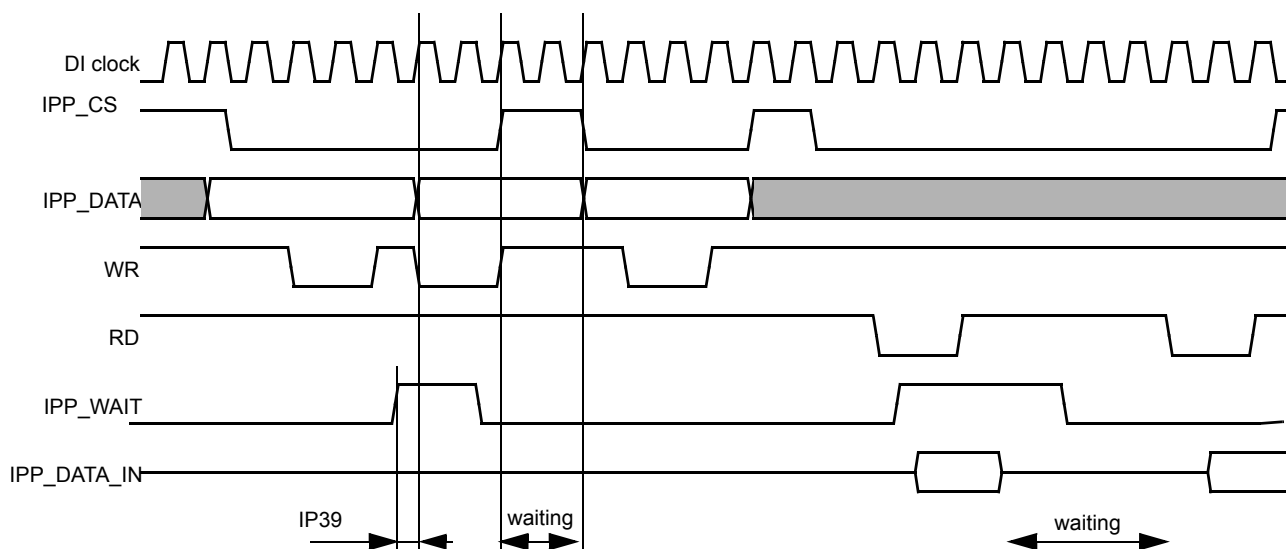 DI clock
IPP_CS
IPP_DATA
WR
RD
IPP_WAIT
IPP_DATA_IN
IP39
waiting
waiting